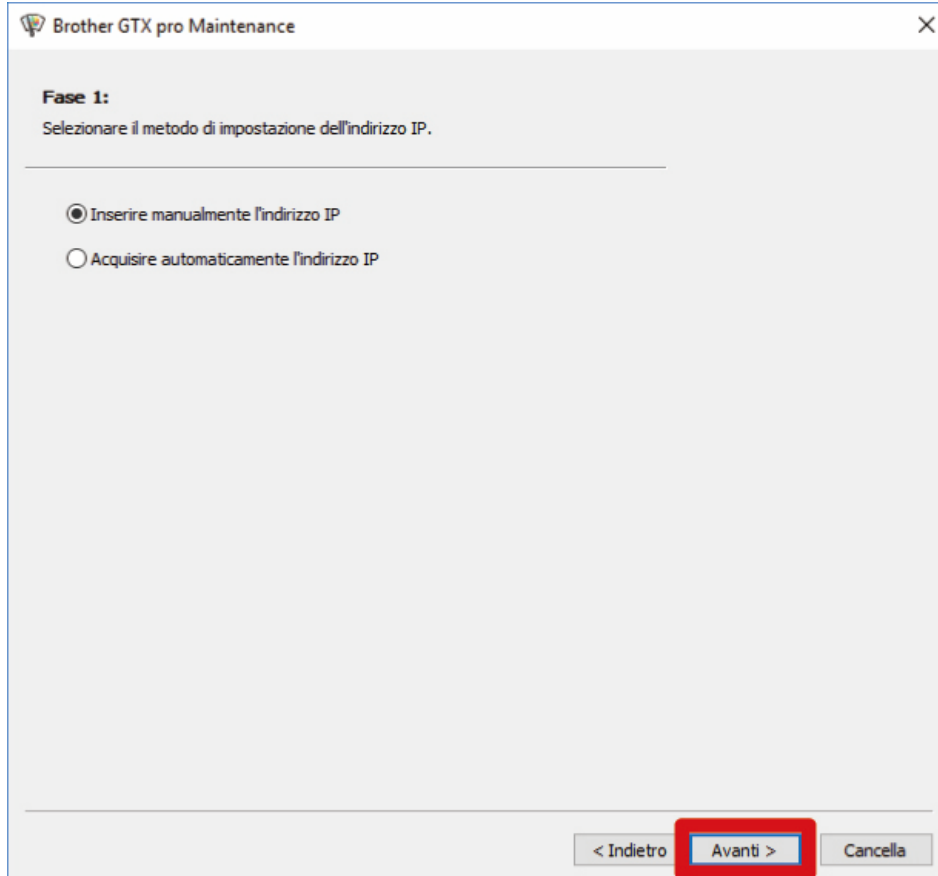 Brother GTX pro Maintenance
Fase 1:
Selezionare il metodo di impostazione dell'indirizzo IP.
Inserire manualmente l'indirizzo IP
Acquisire automaticamente l'indirizzo IP
< Indietro
Avanti >
Cancella